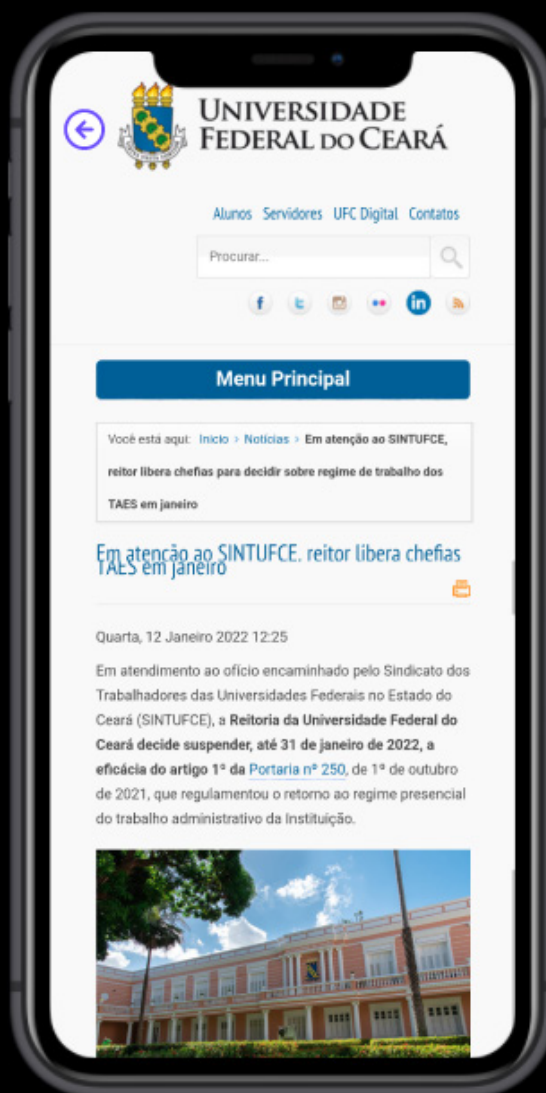 UNIVERSIDADE
FEDERAL DO CEARÁ
Alunos Servidores UFC Digital Contatos
Procurar...
Menu Principal
Você está aqui: Início > Notícias > Em atenção ao SINTUFCE,
reitor libera chefias para decidir sobre regime de trabalho dos
TAES em janeiro
Em atenção ao SINTUFCE, reitor libera chefias
TAES em janeiro
Quarta, 12 Janeiro 2022 12:25
Em atendimento ao ofício encaminhado pelo Sindicato dos
Trabalhadores das Universidades Federais no Estado do
Ceará (SINTUFCE), a Reitoria da Universidade Federal do
Ceará decide suspender, até 31 de janeiro de 2022, a
eficácia do artigo 1º da Portaria nº 250, de 1º de outubro
de 2021, que regulamentou o retorno ao regime presencial
do trabalho administrativo da Instituição.